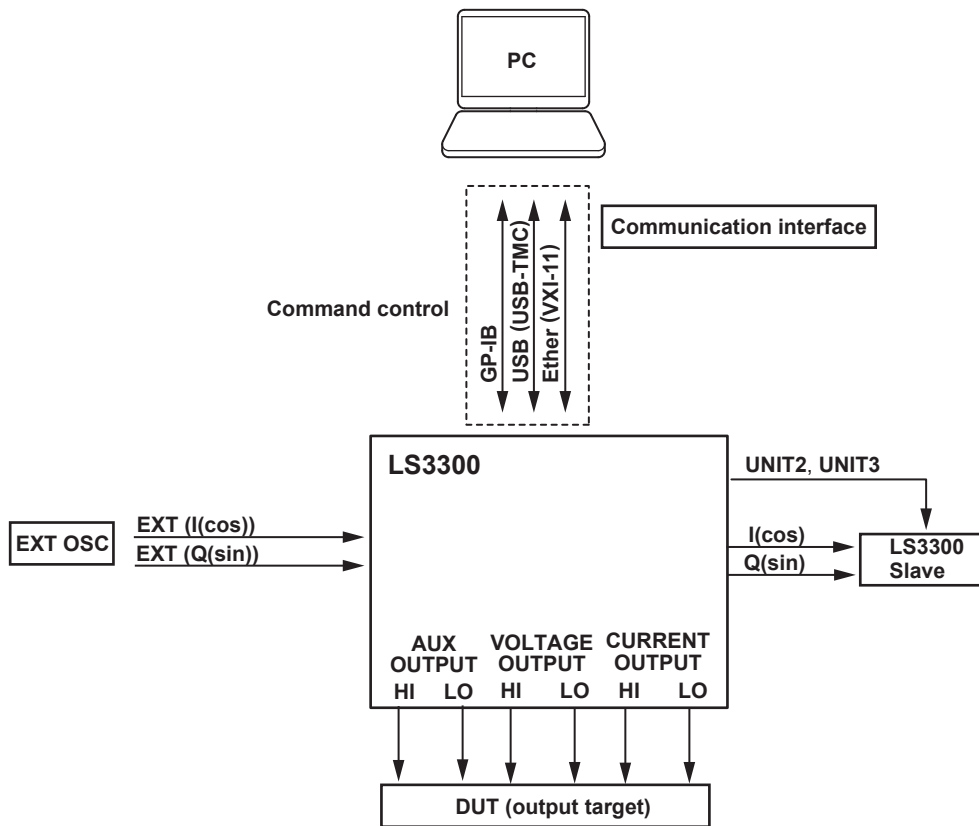 PC
Communication interface
Command control
GP-IB
USB (USB-TMC)
Ether (VXI-11)
LS3300
UNIT2, UNIT3
EXT OSC
EXT (I(cos))
EXT (Q(sin))
I(cos)
Q(sin)
LS3300
Slave
AUX
OUTPUT
HI LO
VOLTAGE
OUTPUT
HI LO
CURRENT
OUTPUT
HI LO
DUT (output target)